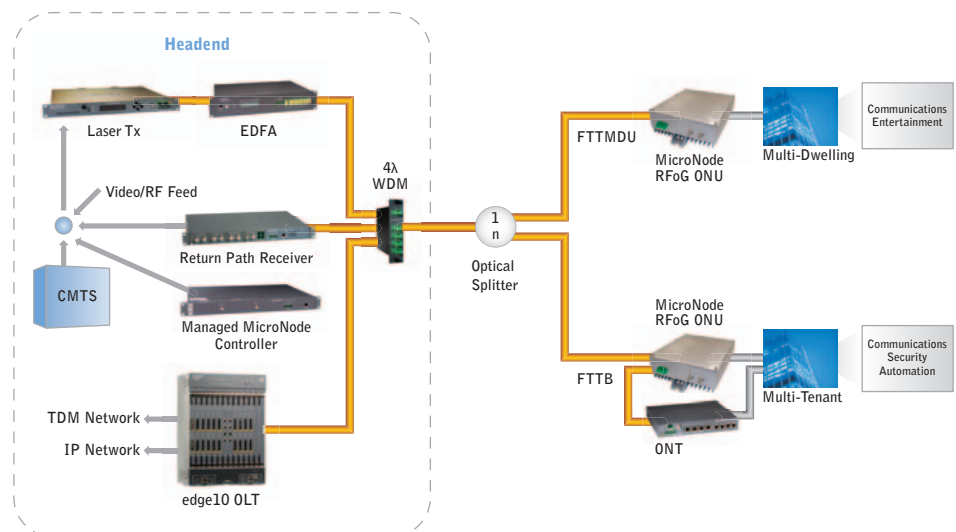 Headend
Laser Tx
EDFA
4λ
WDM
Video/RF Feed
Return Path Receiver
CMTS
Managed MicroNode
Controller
TDM Network
IP Network
edge10 OLT
1
n
Optical
Splitter
FTTMDU
MicroNode
RFoG ONU
Multi-Dwelling
Communications
Entertainment
MicroNode
RFoG ONU
FTTB
Multi-Tenant
Communications
Security
Automation
ONT